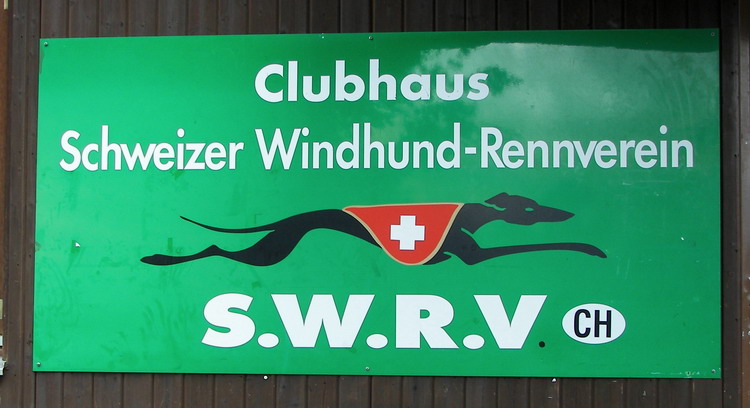 Clubhaus
Schweizer Windhund-Rennverein
S.W.R.V. CH